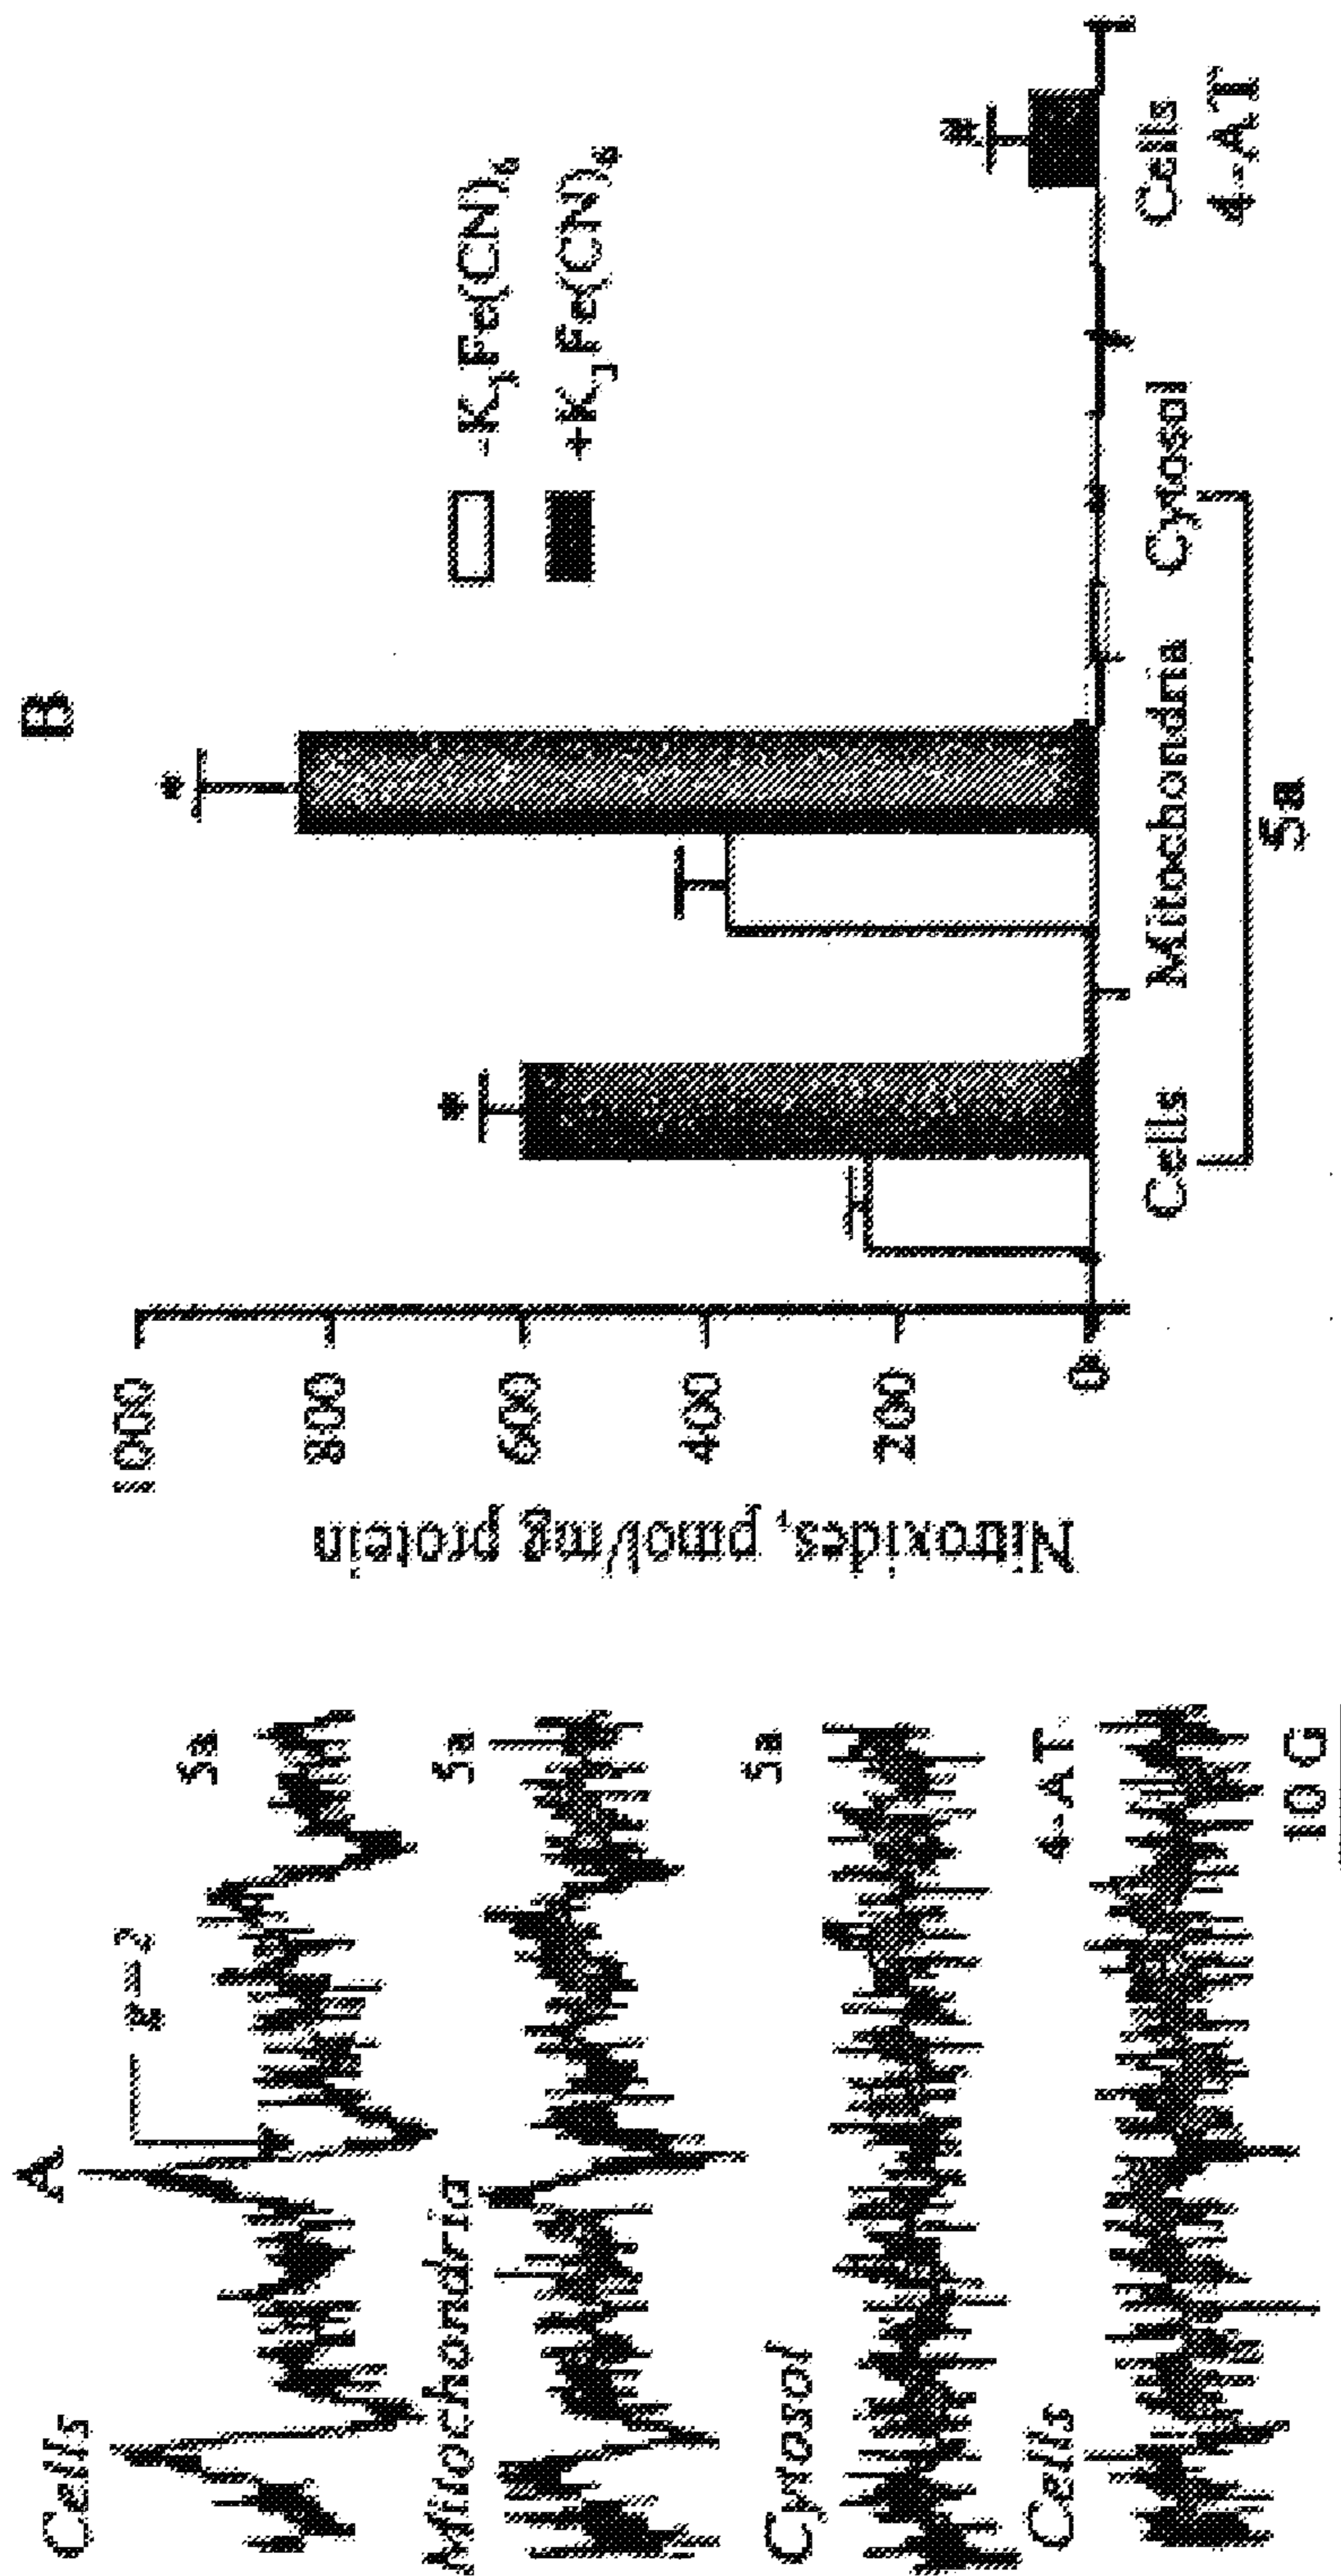 A
Cells
5a
g=2
Mitochondria
5a
Cytosol
5a
Cells
4-AT
10 G
B
Nitroxides, pmol/mg protein
1000
800
600
400
200
0
*
*
#
-K3Fe(CN)6
+K3Fe(CN)6
Cells
Mitochondria
Cytosol
Cells
4-AT
5a